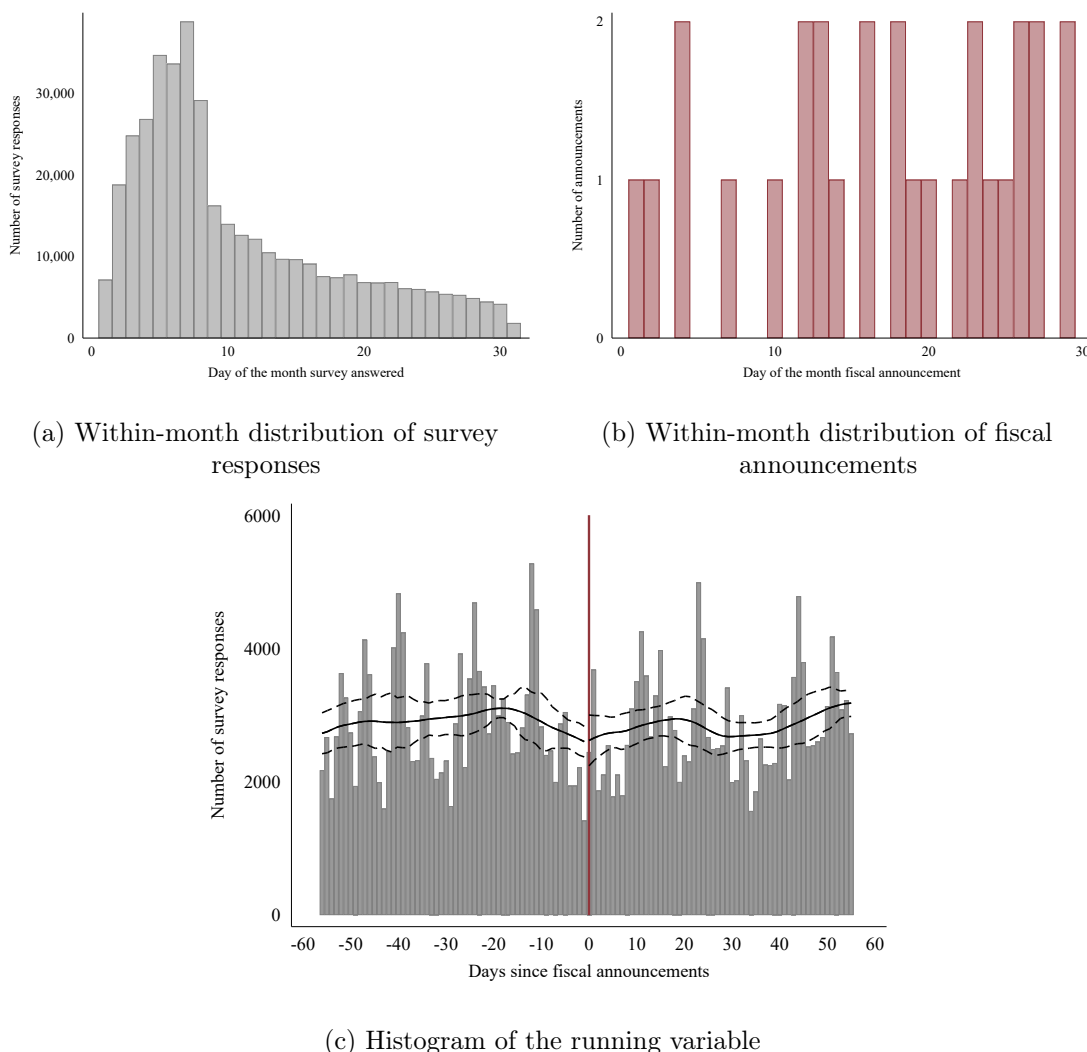 30,000
20,000
10,000
0
Number of survey responses
0 10 20 30
Day of the month survey answered
2
1
0
Number of announcements
0 10 20 30
Day of the month fiscal announcement
(a) Within-month distribution of survey
responses
(b) Within-month distribution of fiscal
announcements
6000
4000
2000
0
Number of survey responses
-60 -50 -40 -30 -20 -10 0 10 20 30 40 50 60
Days since fiscal announcements
(c) Histogram of the running variable